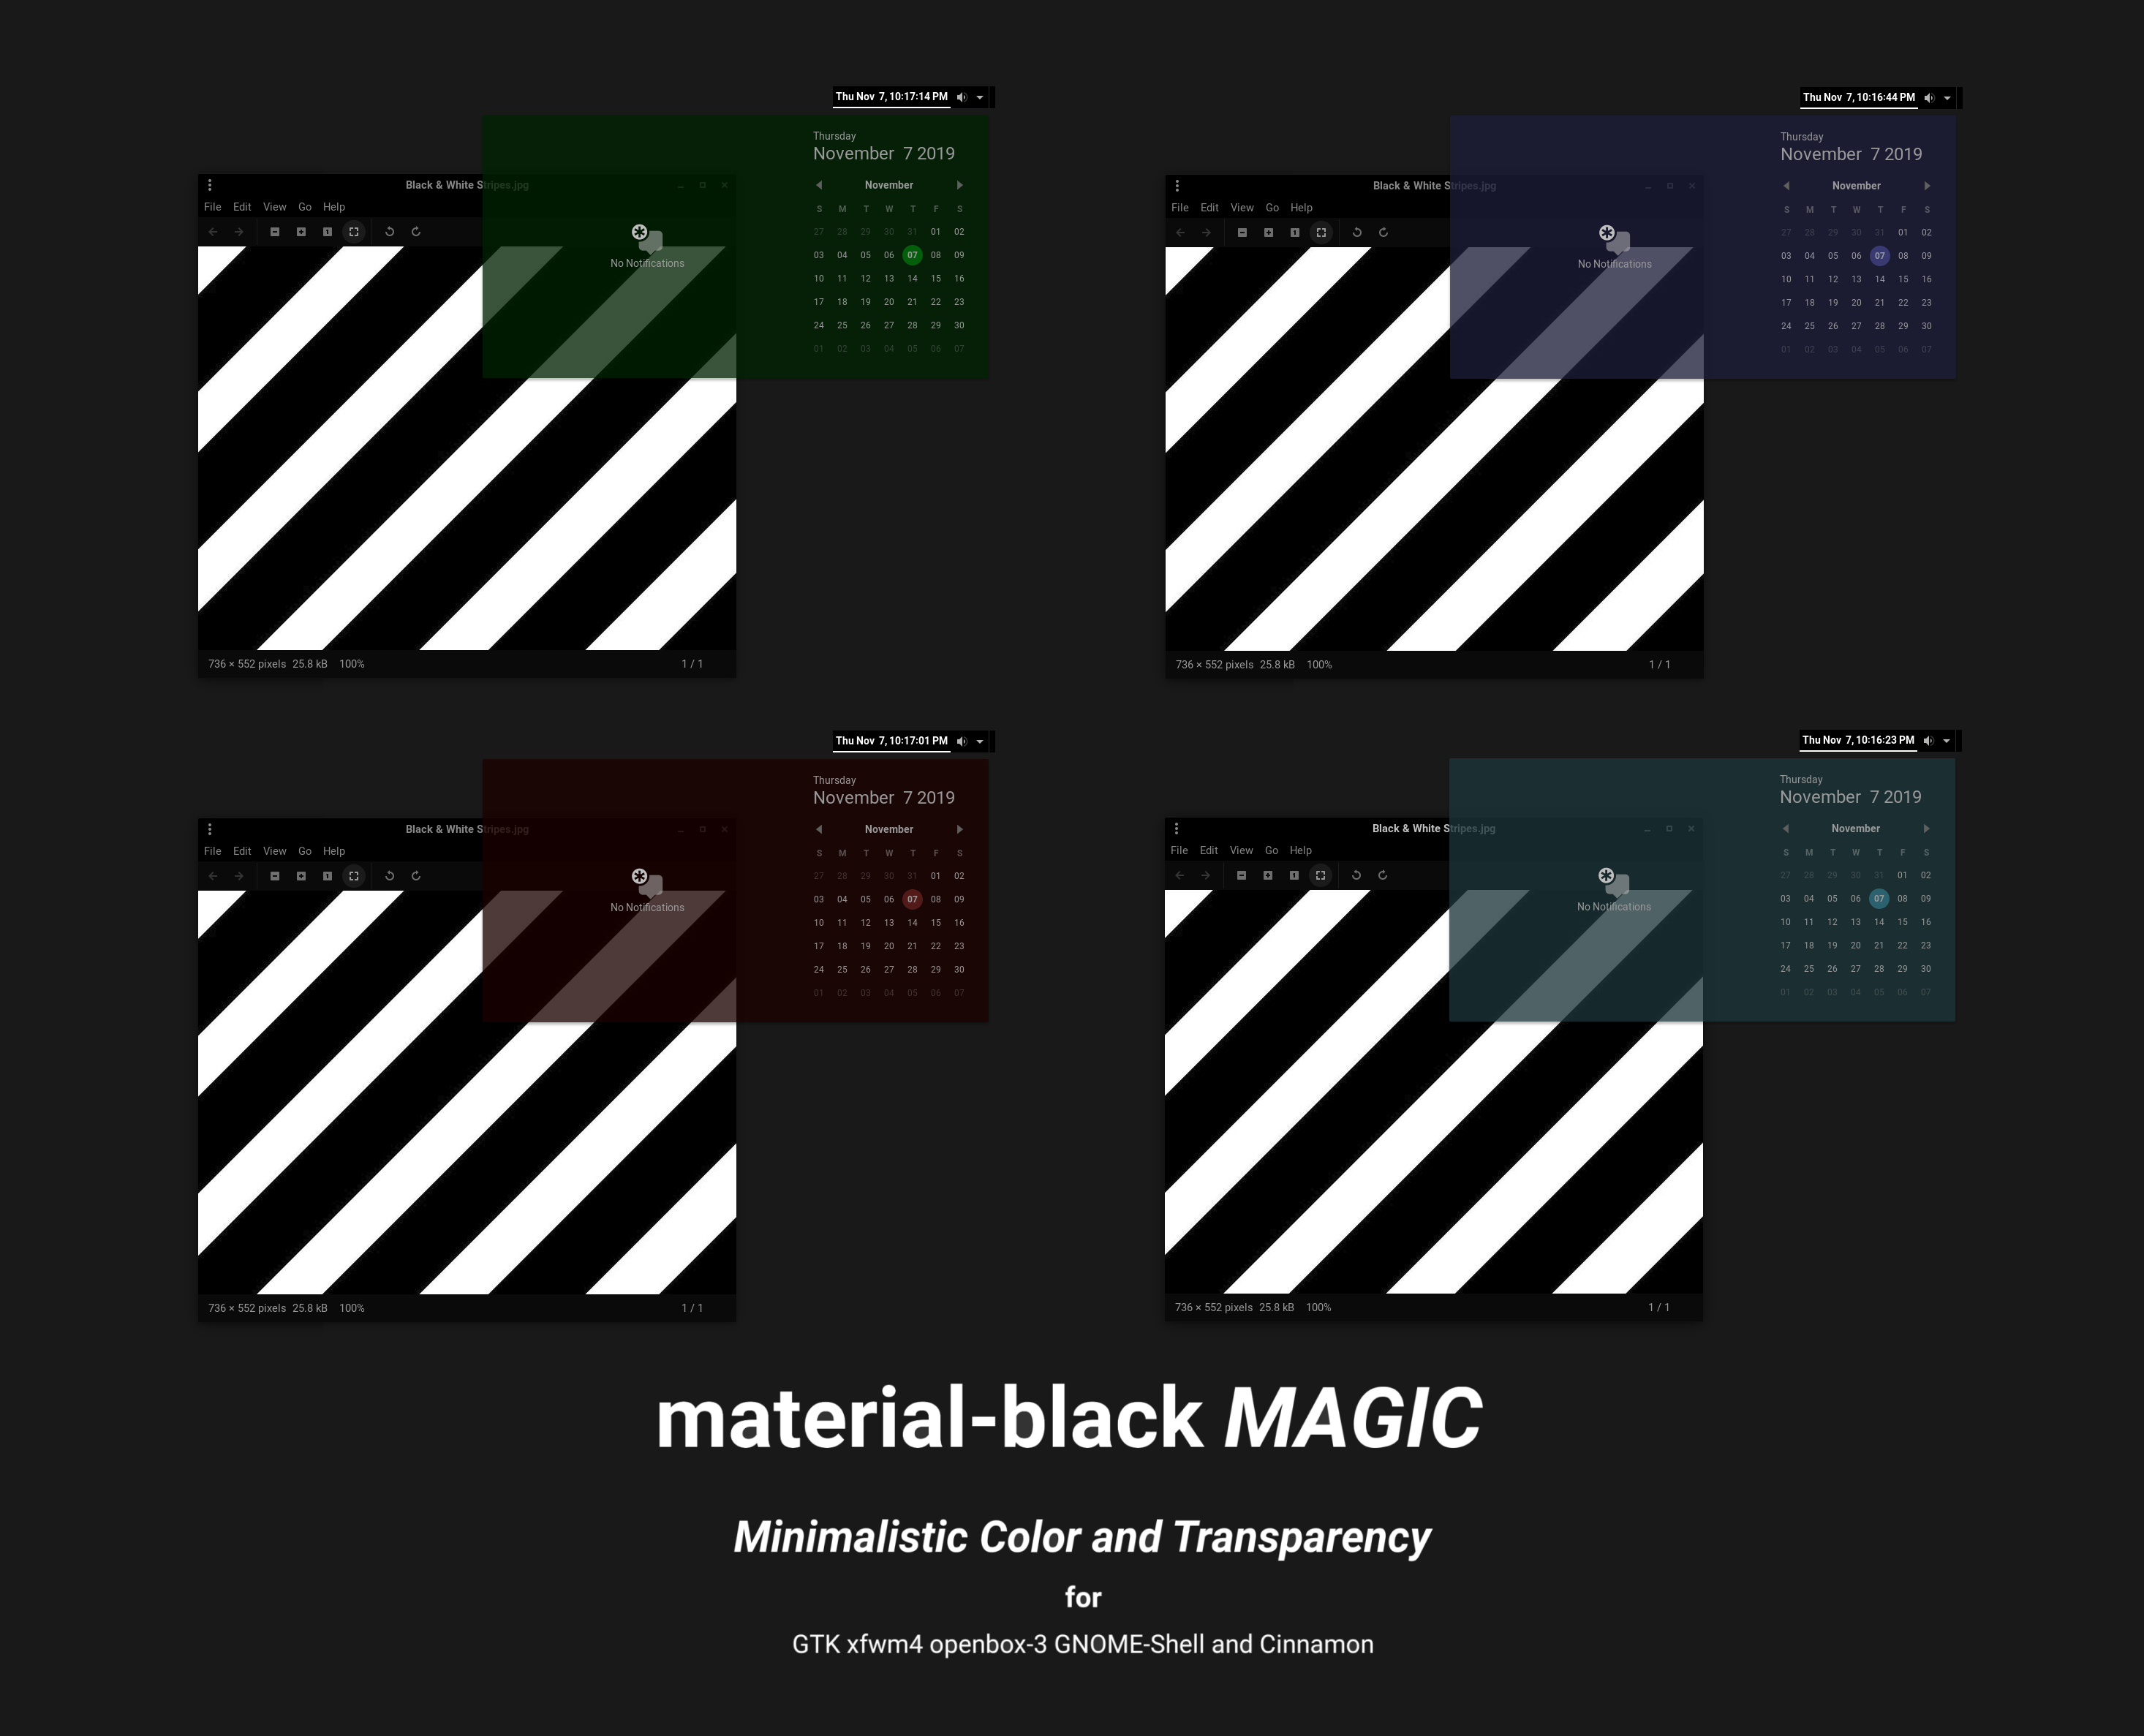 Thu Nov 7, 10:17:14 PM
Thursday
November 7 2019
Black & White Stripes.jpg
November
File Edit View Go Help
S M T W T F S
No Notifications
27 28 29 30 31 01 02
03 04 05 06 07 08 09
10 11 12 13 14 15 16
17 18 19 20 21 22 23
24 25 26 27 28 29 30
01 02 03 04 05 06 07
736 × 552 pixels 25.8 kB 100% 1 / 1
Thu Nov 7, 10:16:44 PM
Thursday
November 7 2019
Black & White Stripes.jpg
November
File Edit View Go Help
S M T W T F S
No Notifications
27 28 29 30 31 01 02
03 04 05 06 07 08 09
10 11 12 13 14 15 16
17 18 19 20 21 22 23
24 25 26 27 28 29 30
01 02 03 04 05 06 07
736 × 552 pixels 25.8 kB 100% 1 / 1
Thu Nov 7, 10:17:01 PM
Thursday
November 7 2019
Black & White Stripes.jpg
November
File Edit View Go Help
S M T W T F S
No Notifications
27 28 29 30 31 01 02
03 04 05 06 07 08 09
10 11 12 13 14 15 16
17 18 19 20 21 22 23
24 25 26 27 28 29 30
01 02 03 04 05 06 07
736 × 552 pixels 25.8 kB 100% 1 / 1
Thu Nov 7, 10:16:23 PM
Thursday
November 7 2019
Black & White Stripes.jpg
November
File Edit View Go Help
S M T W T F S
No Notifications
27 28 29 30 31 01 02
03 04 05 06 07 08 09
10 11 12 13 14 15 16
17 18 19 20 21 22 23
24 25 26 27 28 29 30
01 02 03 04 05 06 07
736 × 552 pixels 25.8 kB 100% 1 / 1
material-black MAGIC
Minimalistic Color and Transparency
for
GTK xfwm4 openbox-3 GNOME-Shell and Cinnamon